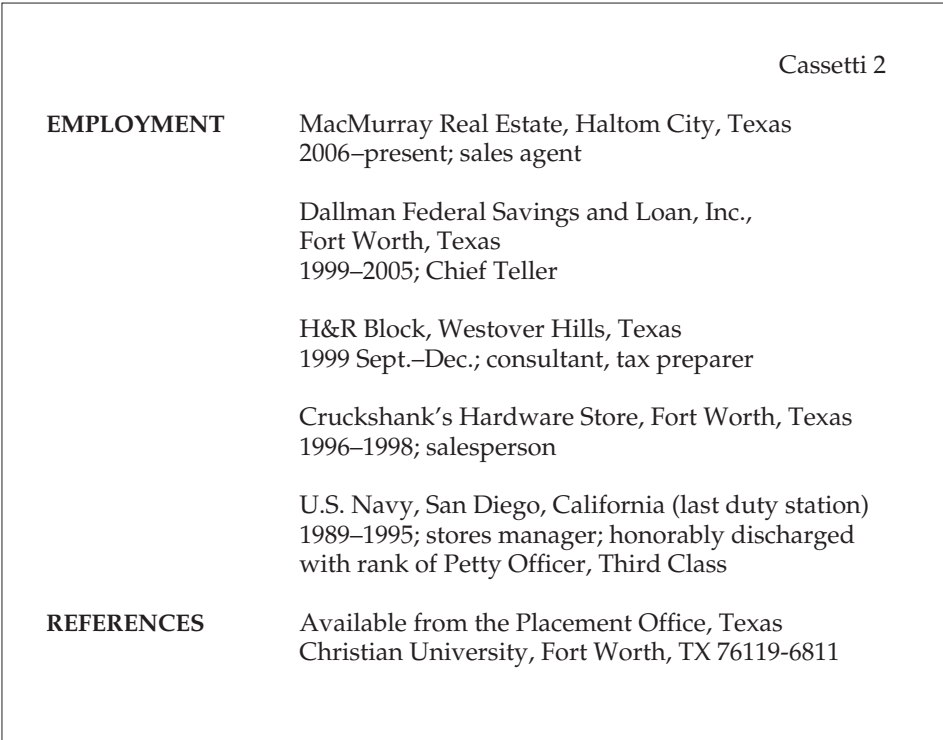 Cassetti 2
EMPLOYMENT MacMurray Real Estate, Haltom City, Texas
2006–present; sales agent
Dallman Federal Savings and Loan, Inc.,
Fort Worth, Texas
1999–2005; Chief Teller
H&R Block, Westover Hills, Texas
1999 Sept.–Dec.; consultant, tax preparer
Cruckshank’s Hardware Store, Fort Worth, Texas
1996–1998; salesperson
U.S. Navy, San Diego, California (last duty station)
1989–1995; stores manager; honorably discharged
with rank of Petty Officer, Third Class
REFERENCES Available from the Placement Office, Texas
Christian University, Fort Worth, TX 76119-6811